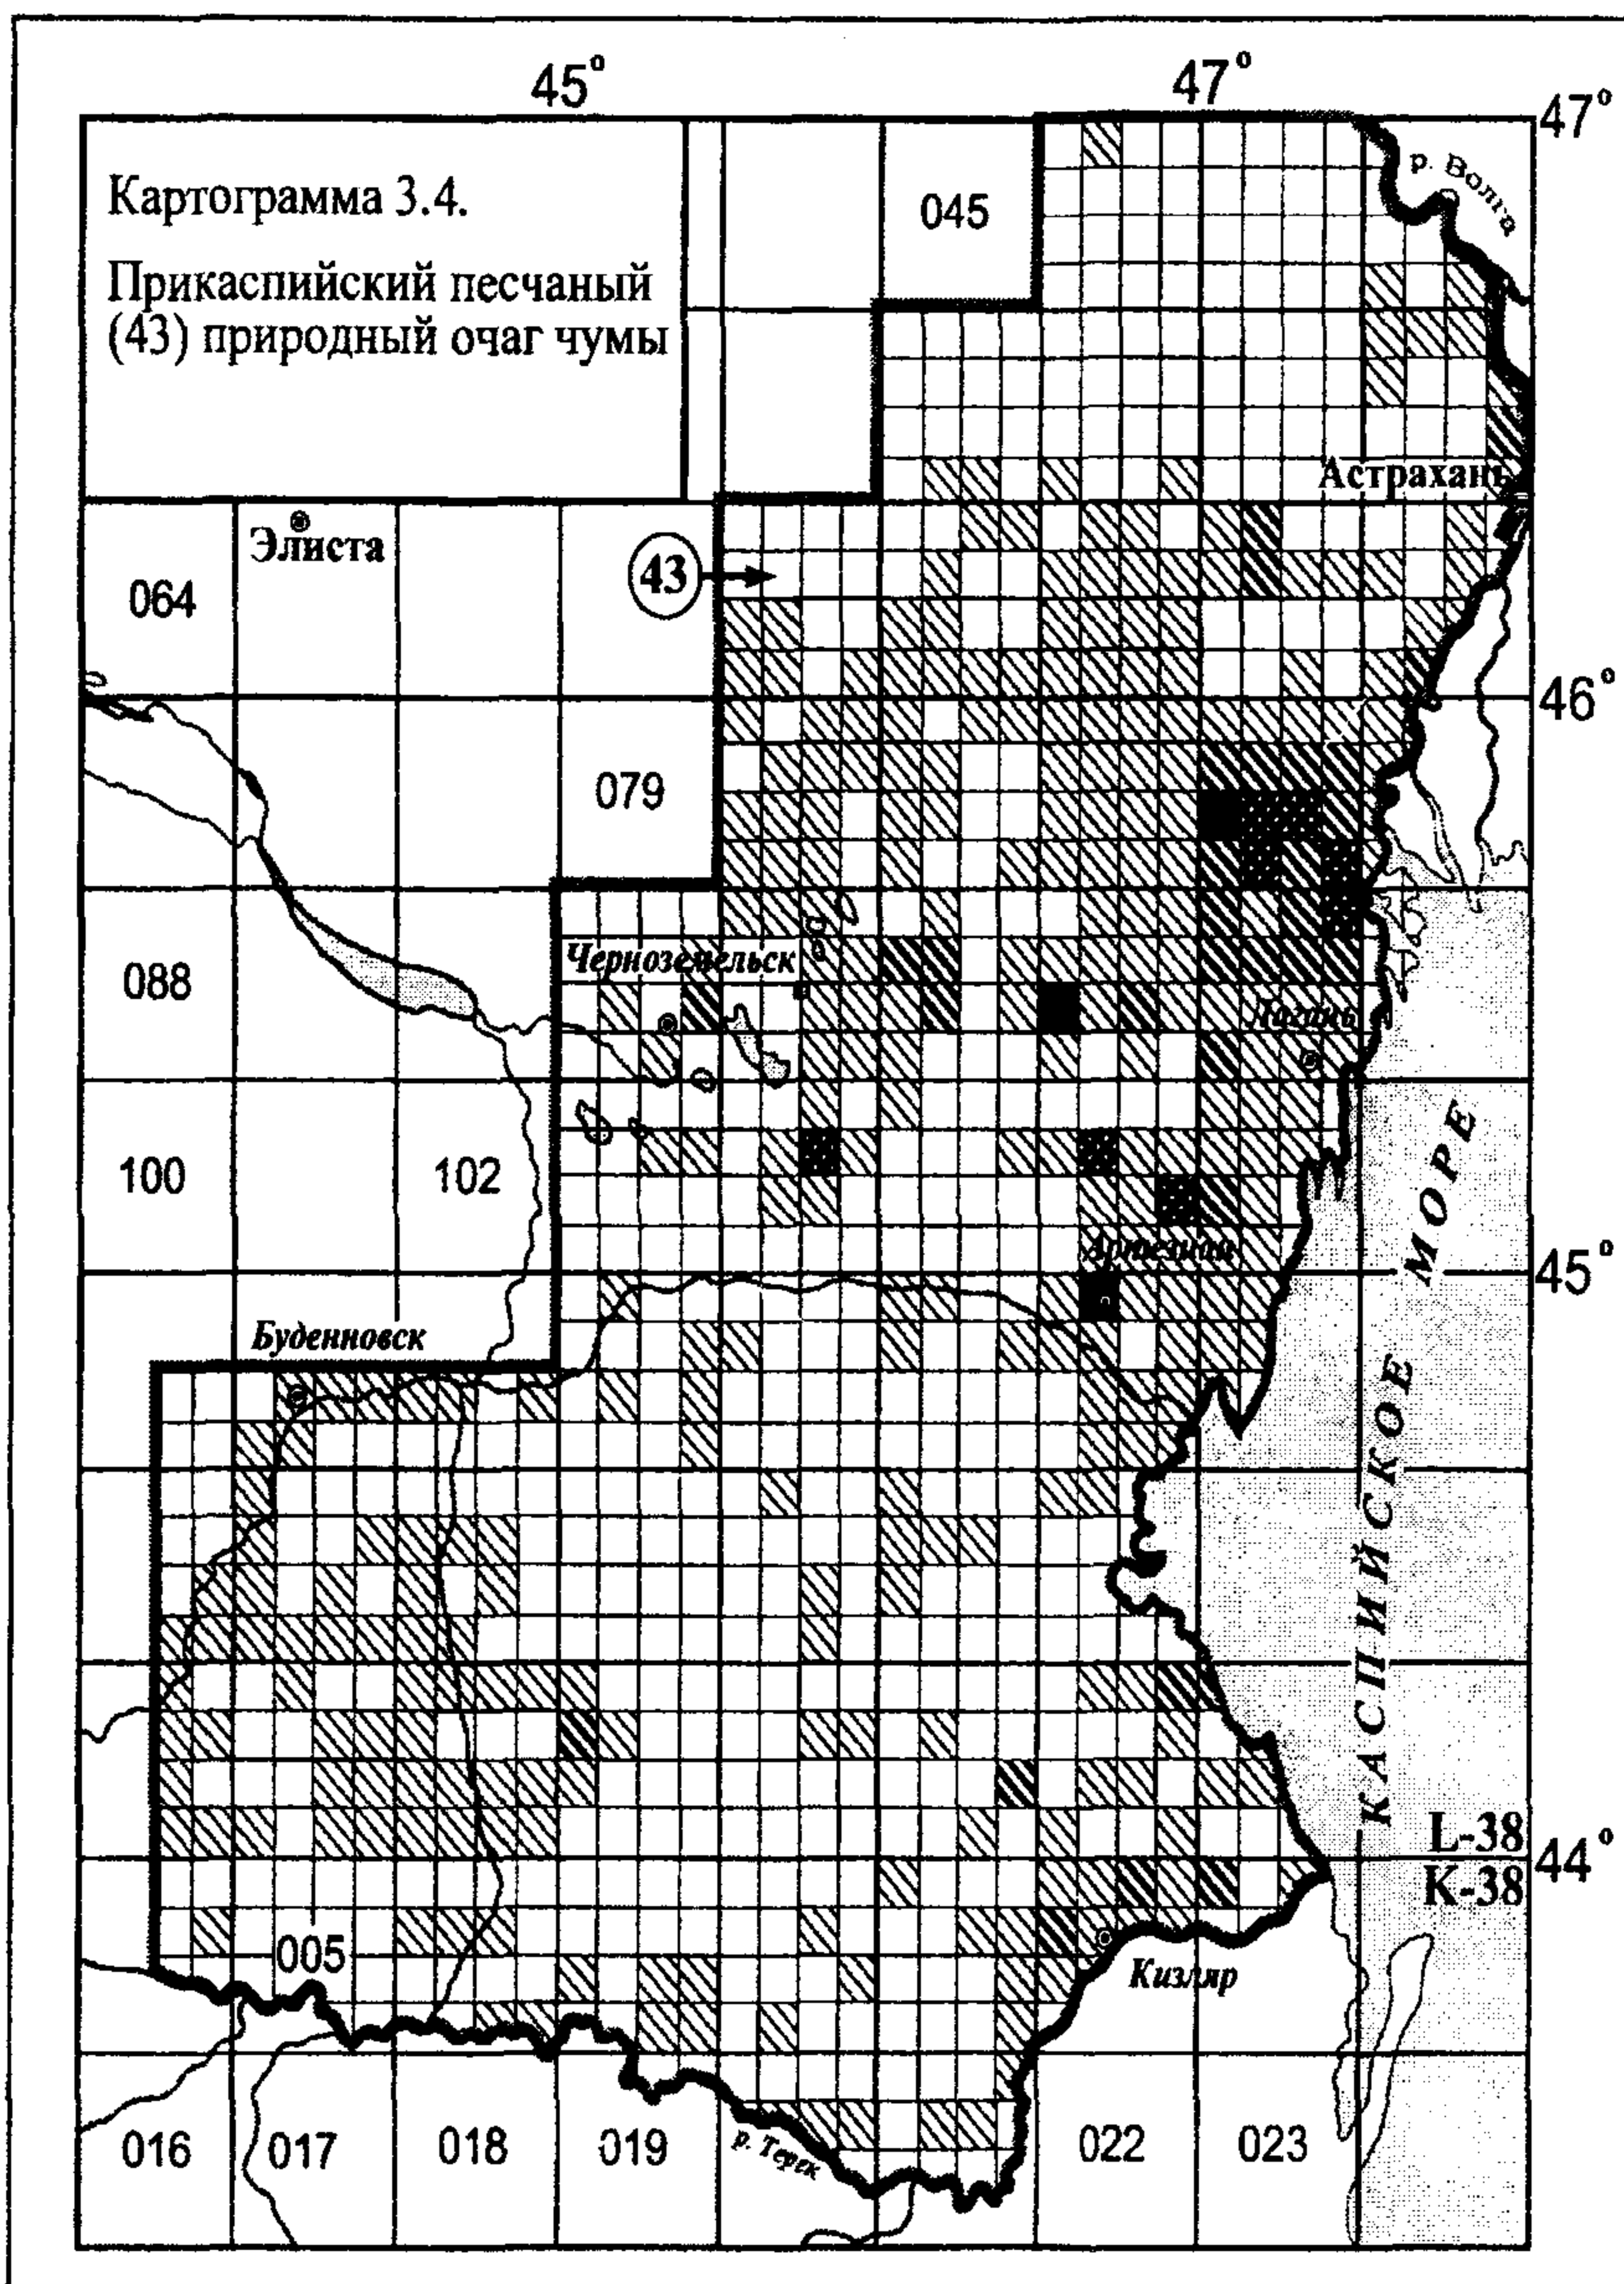 45°
47°
47°
Картограмма 3.4.
Прикаспийский песчаный
(43) природный очаг чумы
045
р. Волга
Астрахань
Элиста
43
064
46°
079
Черноземельск
088
Лагань
100
102
Артезиан
45°
Буденновск
КАСПИЙСКОЕ МОРЕ
L-38
44°
K-38
005
Кизляр
016
017
018
019
р. Терек
022
023